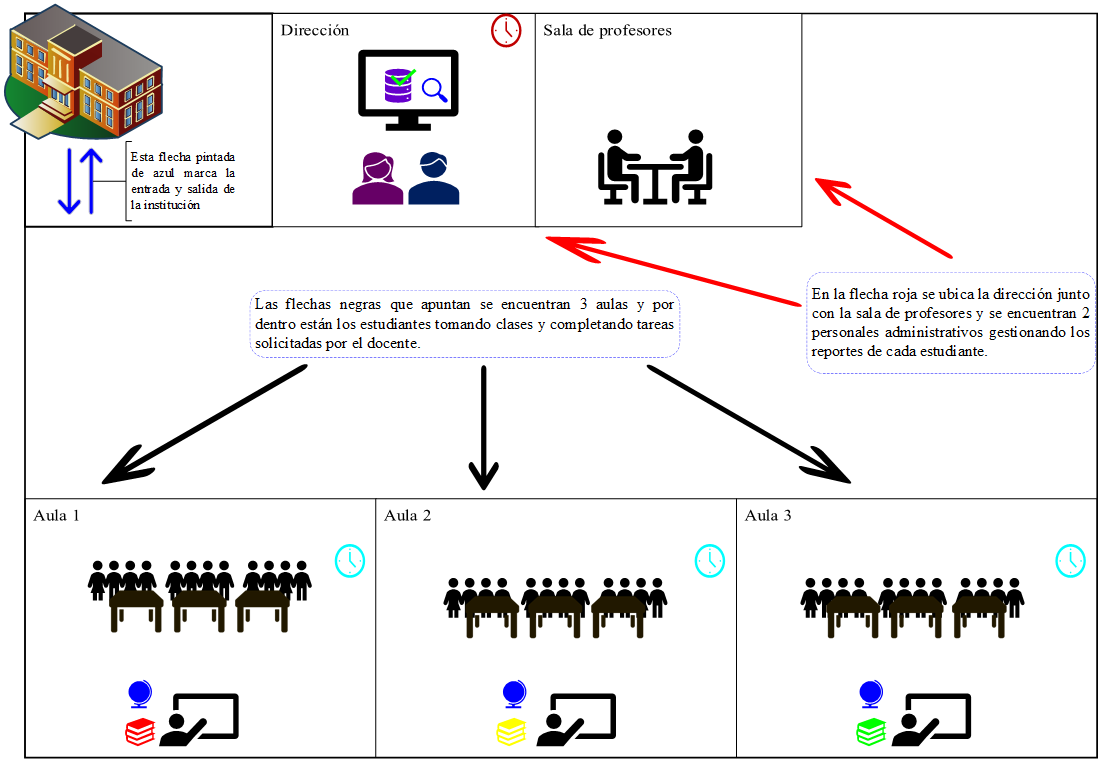 Dirección
Sala de profesores
Esta flecha pintada
de azul marca la
entrada y salida de
la institución
En la flecha roja se ubica la dirección junto
con la sala de profesores y se encuentran 2
personales administrativos gestionando los
reportes de cada estudiante.
Las flechas negras que apuntan se encuentran 3 aulas y por
dentro están los estudiantes tomando clases y completando tareas
solicitadas por el docente.
Aula 1
Aula 2
Aula 3